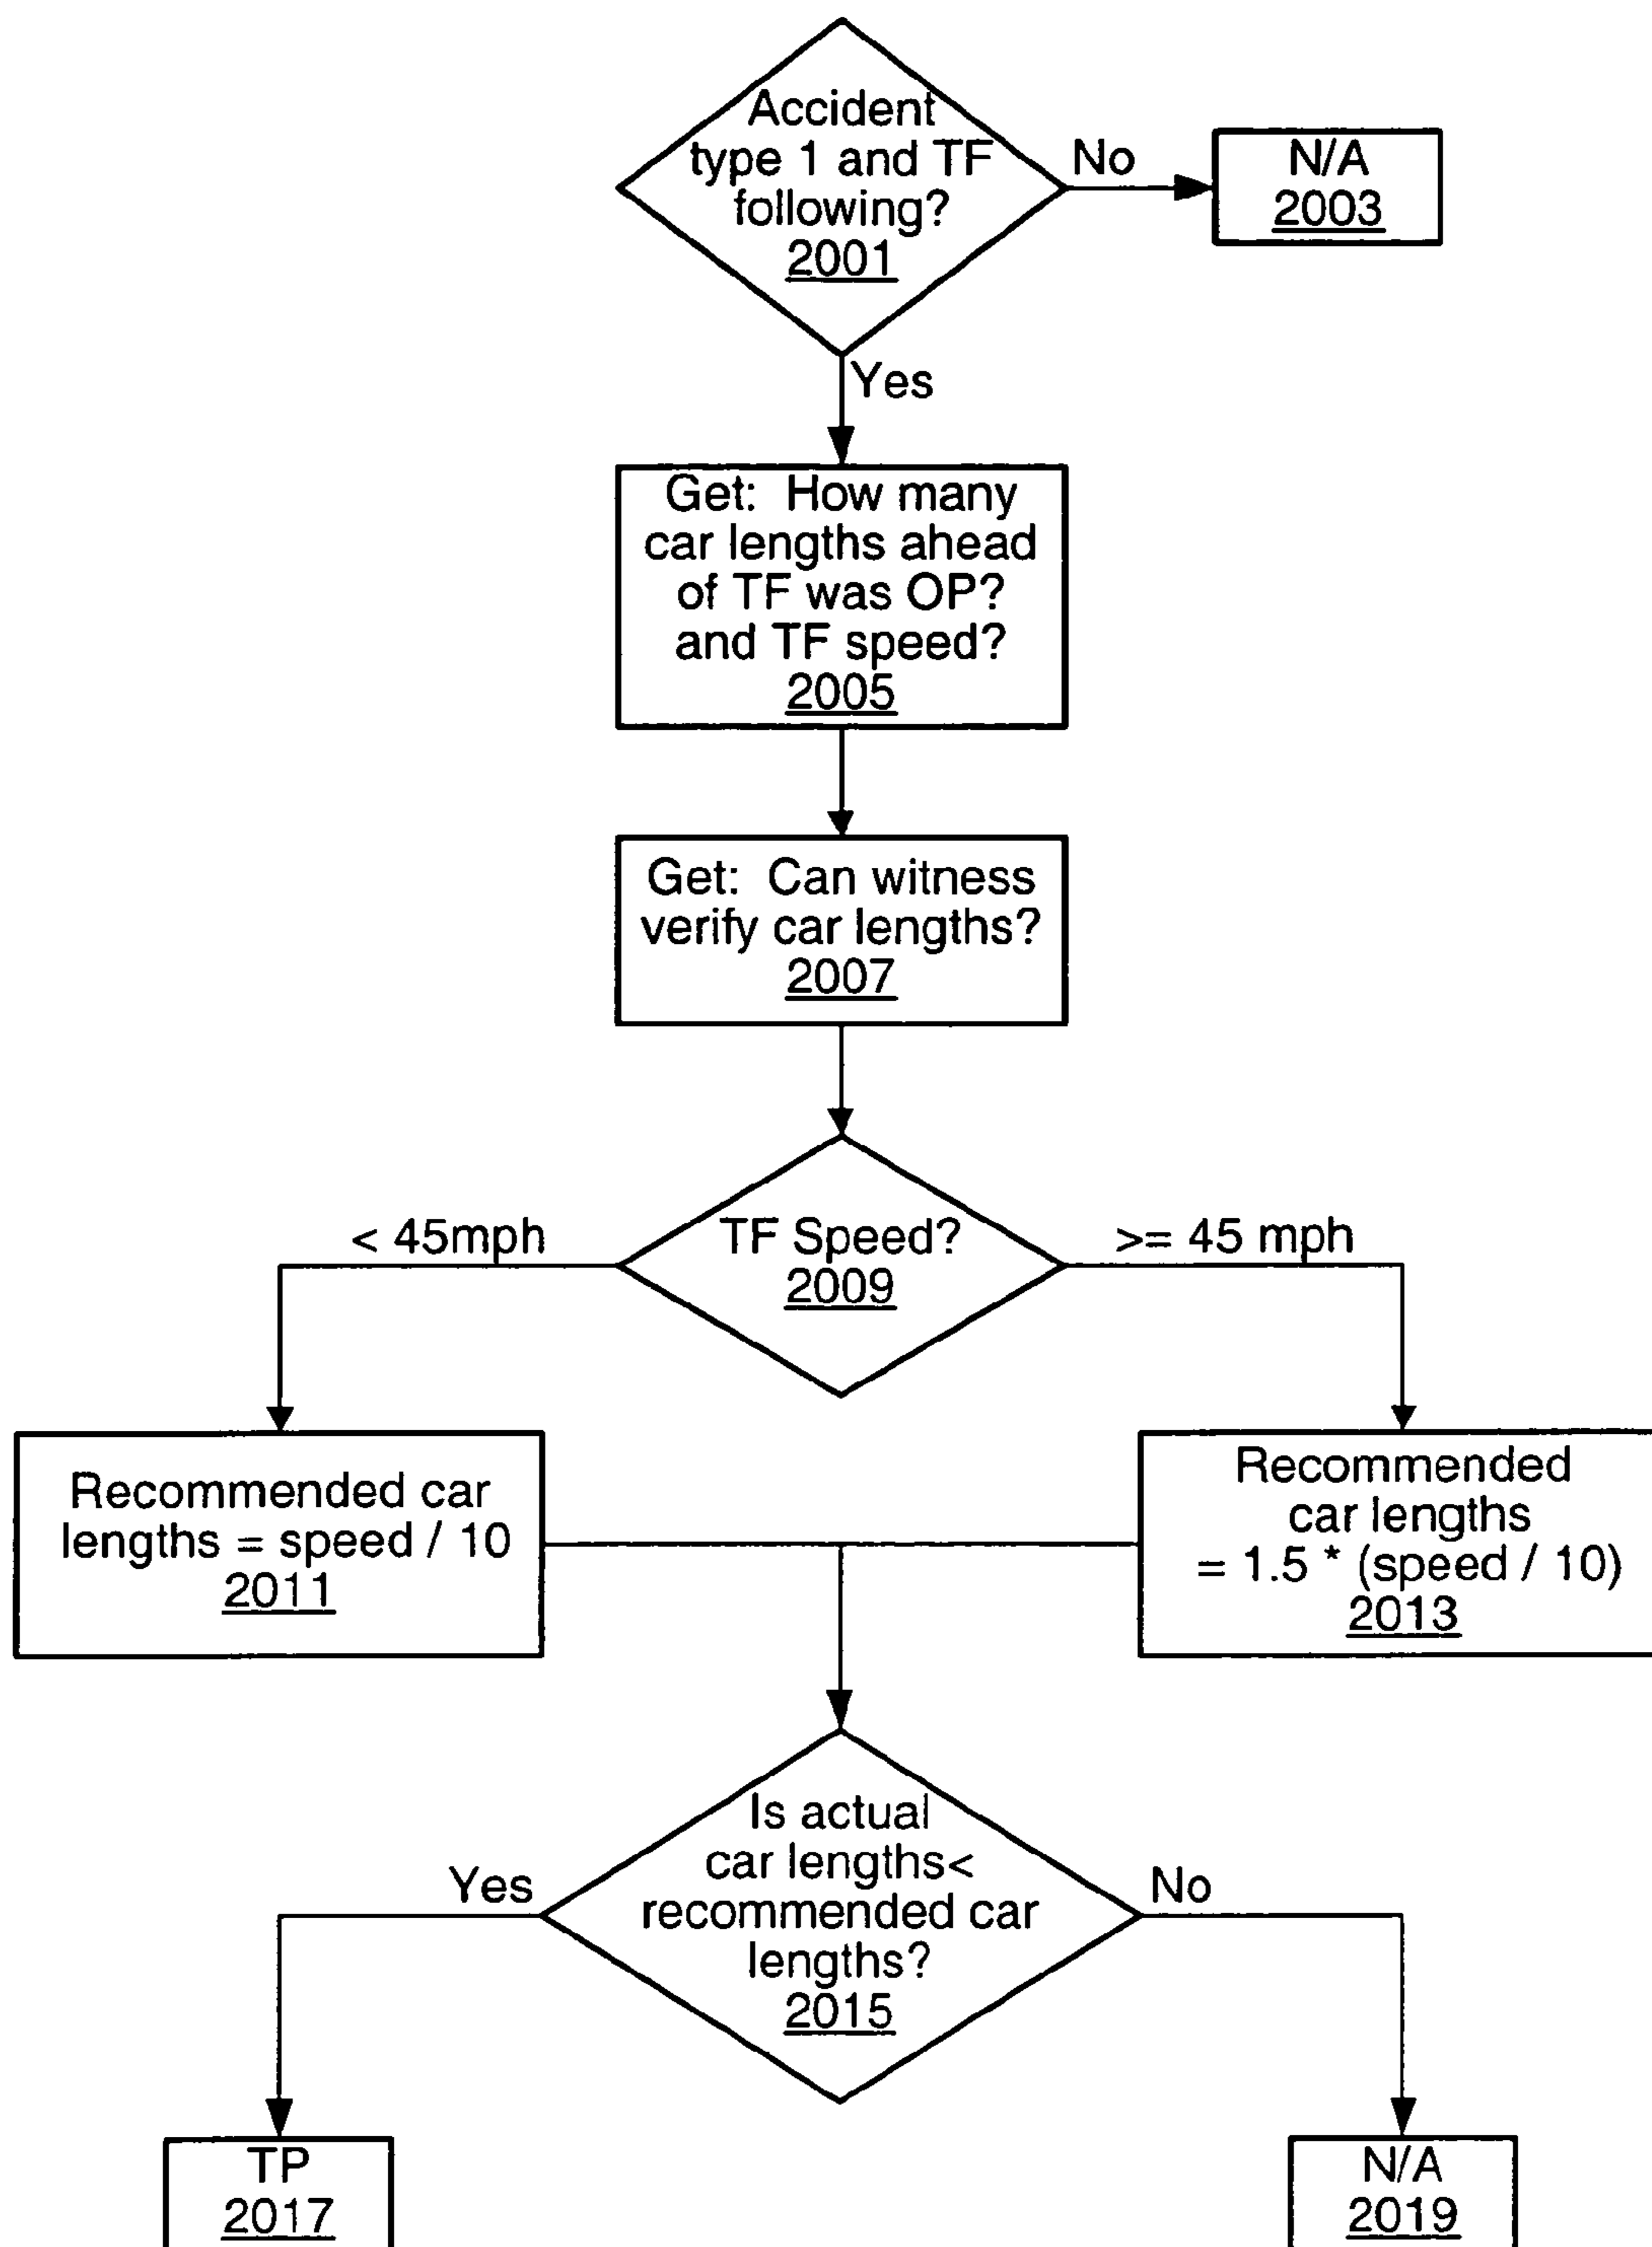 Accident
type 1 and TF
following?
2001
No
N/A
2003
Yes
Get: How many
car lengths ahead
of TF was OP?
and TF speed?
2005
Get: Can witness
verify car lengths?
2007
< 45mph
TF Speed?
2009
>= 45 mph
Recommended car
lengths = speed / 10
2011
Recommended
car lengths
= 1.5 * (speed / 10)
2013
Is actual
car lengths<
recommended car
lengths?
2015
Yes
No
TP
2017
N/A
2019